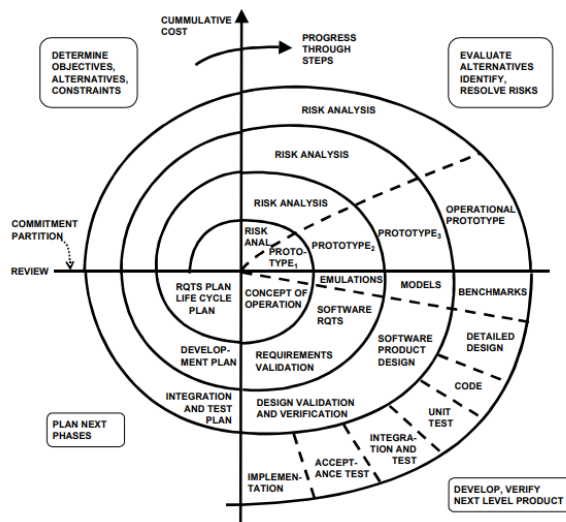 CUMMULATIVE
COST
PROGRESS
THROUGH
STEPS
DETERMINE
OBJECTIVES,
ALTERNATIVES,
CONSTRAINTS
EVALUATE
ALTERNATIVES
IDENTIFY,
RESOLVE RISKS
RISK ANALYSIS
RISK ANALYSIS
RISK ANALYSIS
RISK
ANAL.
PROTO-
TYPE1
PROTOTYPE2
PROTOTYPE3
OPERATIONAL
PROTOTYPE
COMMITMENT
PARTITION
REVIEW
EMULATIONS
MODELS
BENCHMARKS
RQTS PLAN
LIFE CYCLE
PLAN
CONCEPT OF
OPERATION
SOFTWARE
RQTS
SOFTWARE
PRODUCT
DESIGN
DETAILED
DESIGN
DEVELOP-
MENT PLAN
REQUIREMENTS
VALIDATION
CODE
INTEGRATION
AND TEST
PLAN
DESIGN VALIDATION
AND VERIFICATION
UNIT
TEST
PLAN NEXT
PHASES
INTEGRA-
TION AND
TEST
ACCEPT-
ANCE TEST
IMPLEMEN-
TATION
DEVELOP, VERIFY
NEXT LEVEL PRODUCT